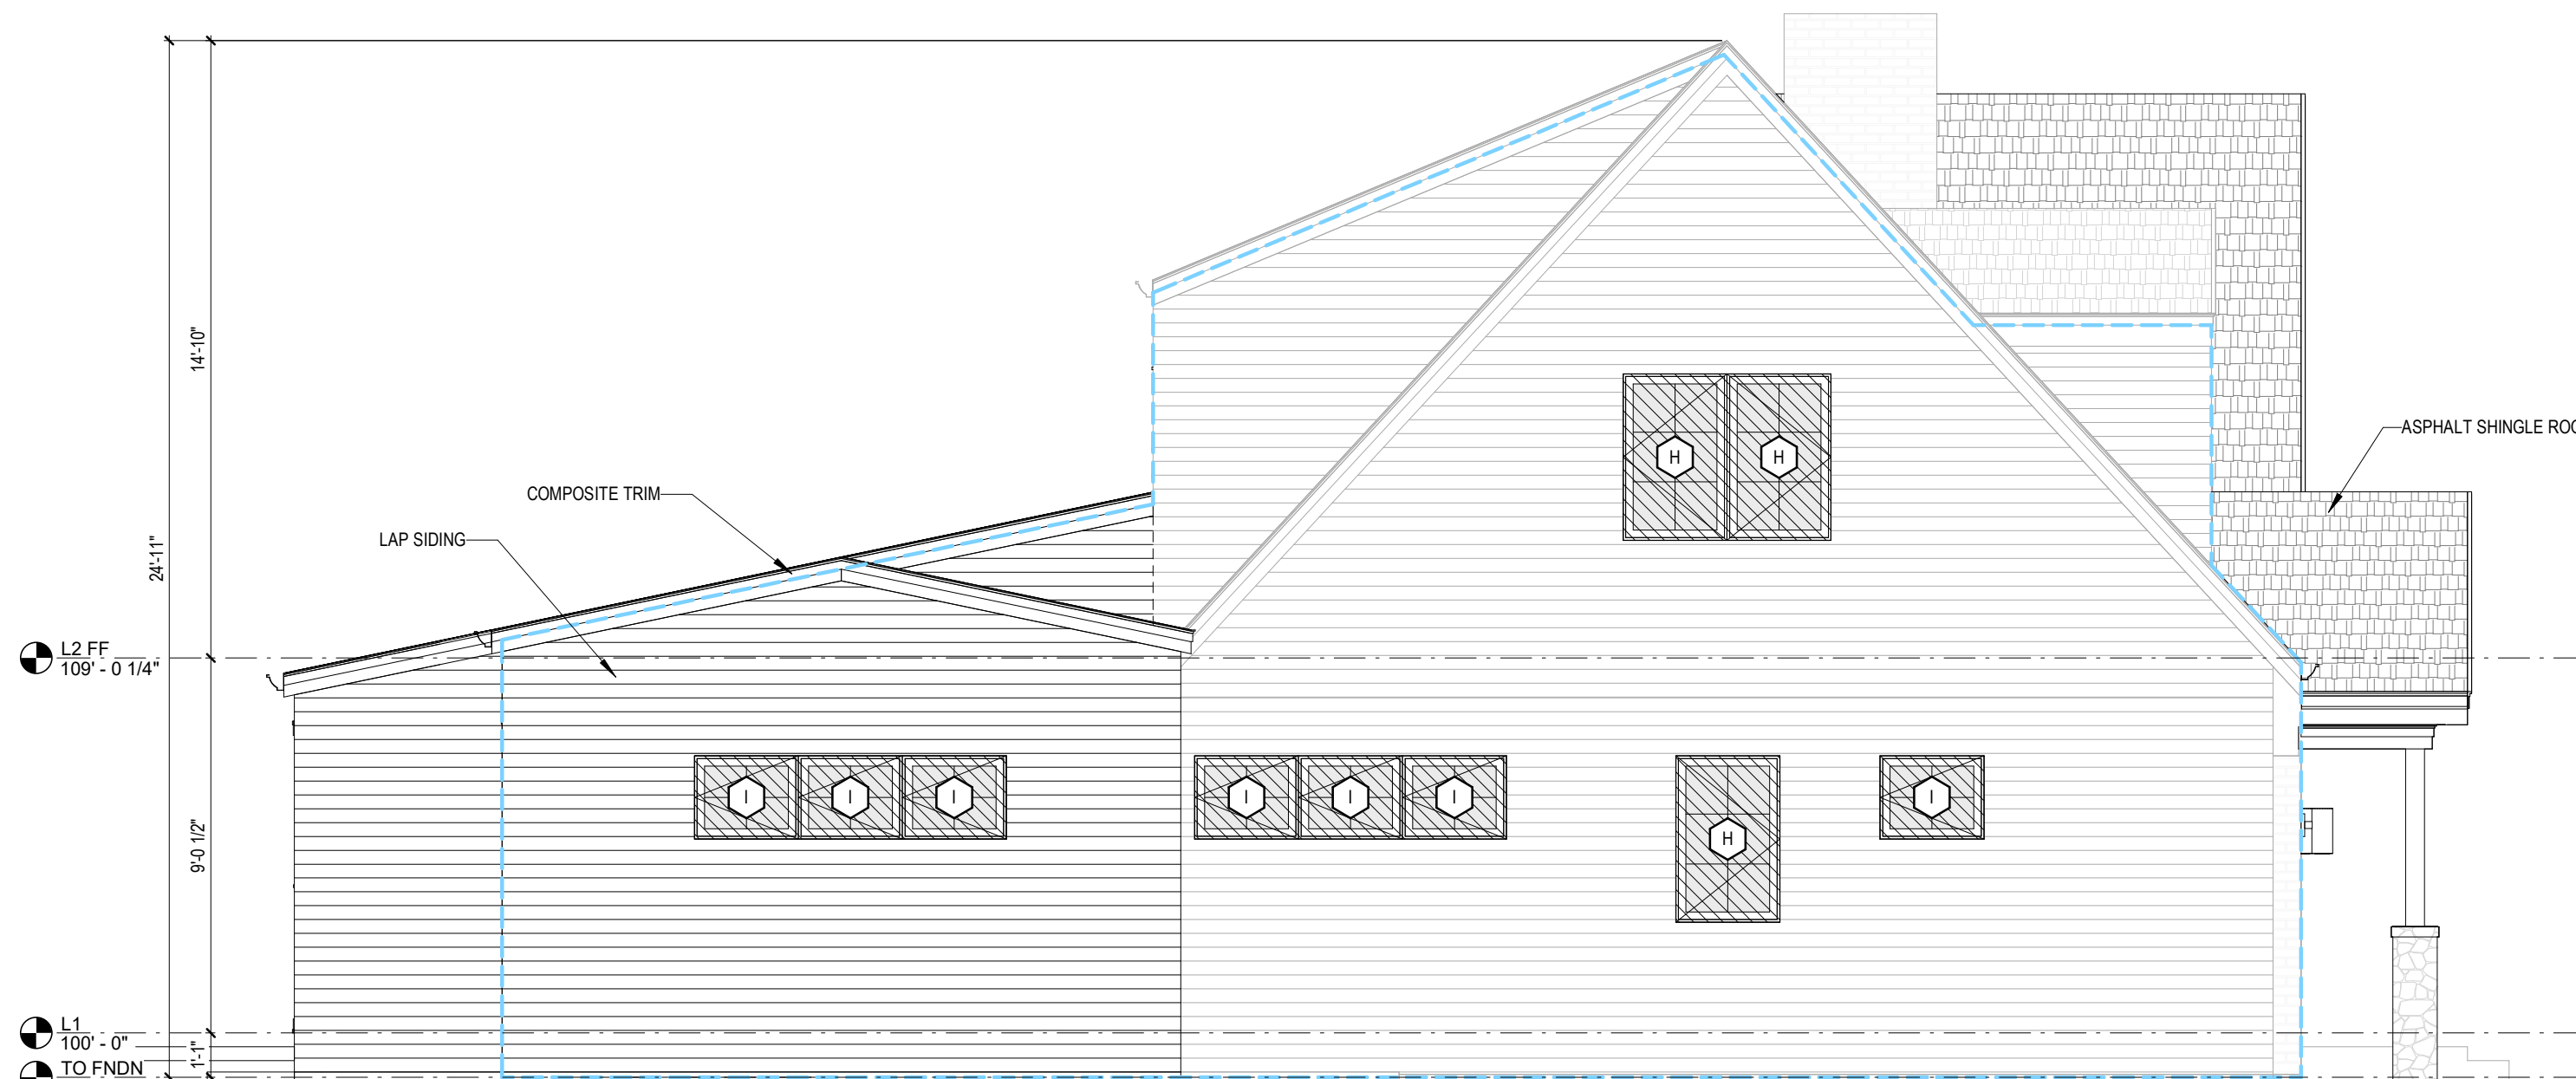 14'-10"
24'-11"
COMPOSITE TRIM
LAP SIDING
H H
ASPHALT SHINGLE
L2 FF
109' - 0 1/4"
9'-0 1/2"
I I I I I I H I
L1
100' - 0"
1'-1"
TO FNDN